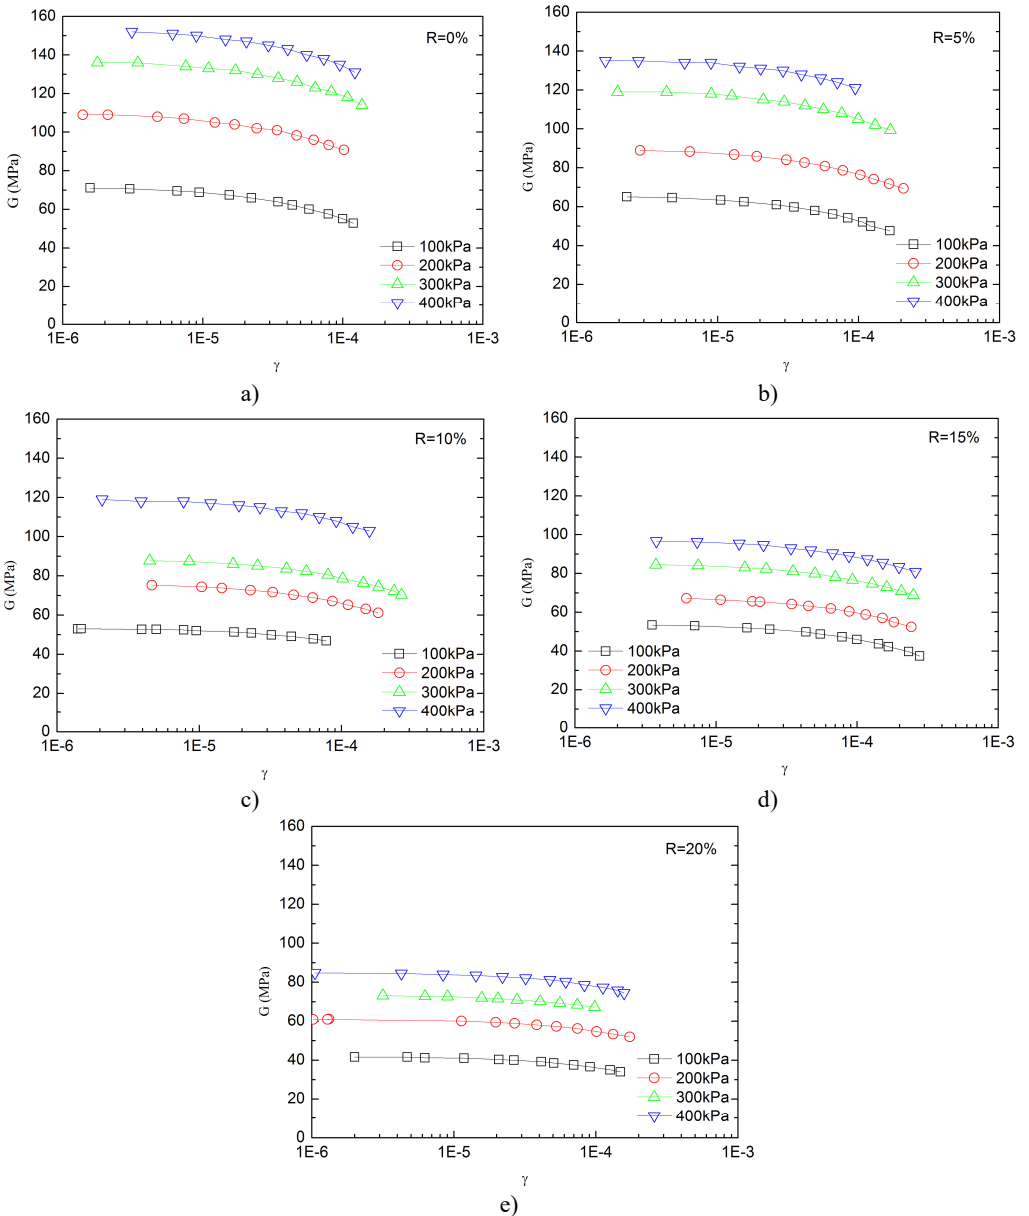 160
140
120
100
80
60
40
20
0
G (MPa)
R=0%
100kPa
200kPa
300kPa
400kPa
1E-6 1E-5 1E-4 1E-3
γ
a)
160
140
120
100
80
60
40
20
0
G (MPa)
R=5%
100kPa
200kPa
300kPa
400kPa
1E-6 1E-5 1E-4 1E-3
γ
b)
160
140
120
100
80
60
40
20
0
G (MPa)
R=10%
100kPa
200kPa
300kPa
400kPa
1E-6 1E-5 1E-4 1E-3
γ
c)
160
140
120
100
80
60
40
20
0
G (MPa)
R=15%
100kPa
200kPa
300kPa
400kPa
1E-6 1E-5 1E-4 1E-3
γ
d)
160
140
120
100
80
60
40
20
0
G (MPa)
R=20%
100kPa
200kPa
300kPa
400kPa
1E-6 1E-5 1E-4 1E-3
γ
e)